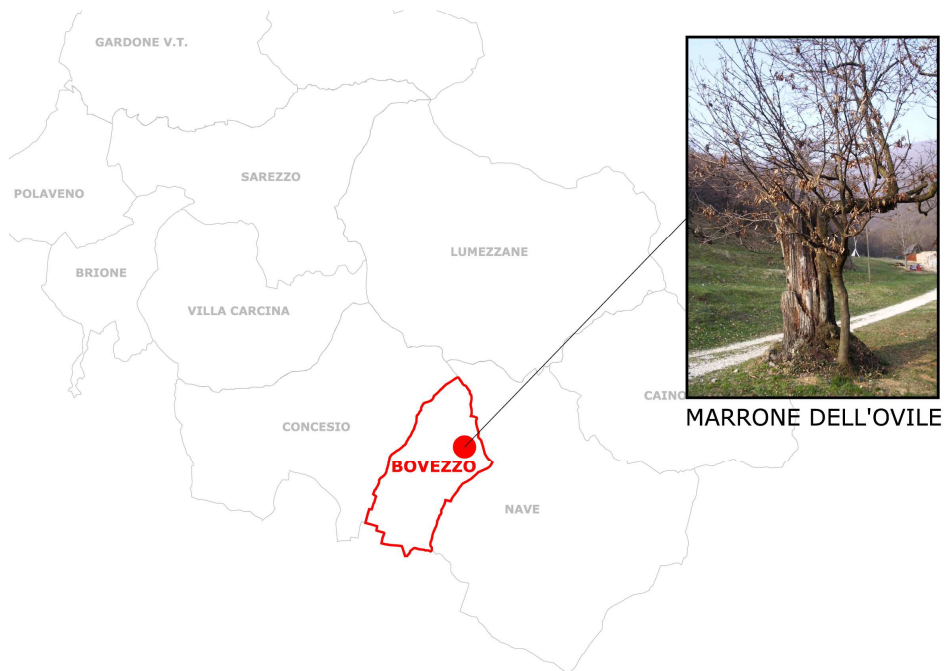 GARDONE V.T.
SAREZZO
POLAVENO
LUMEZZANE
BRIONE
VILLA CARCINA
CAINO
MARRONE DELL'OVILE
CONCESIO
BOVEZZO
NAVE